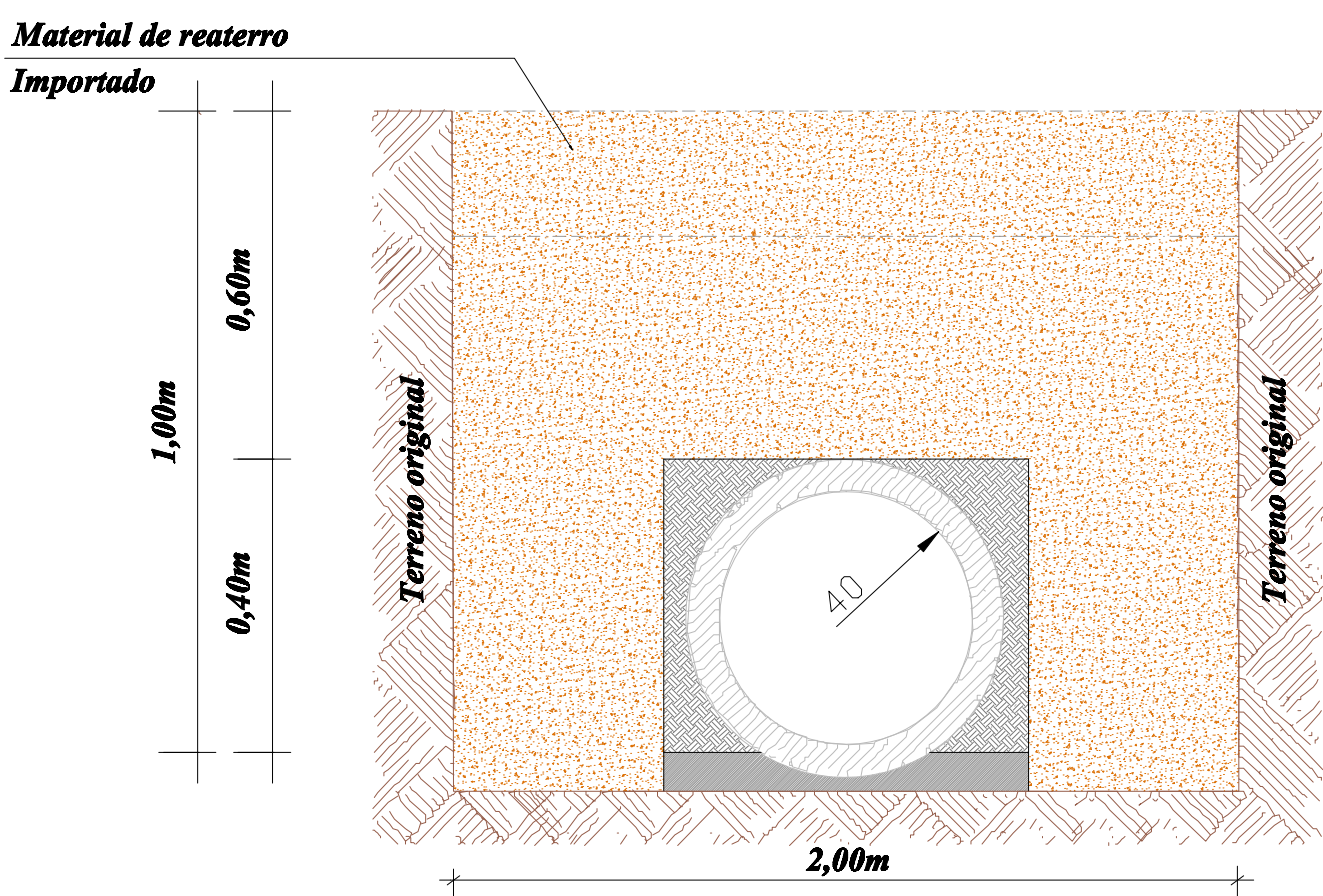 Material de reaterro
Importado
0,60m
1,00m
Terreno original
Terreno original
0,40m
40
2,00m